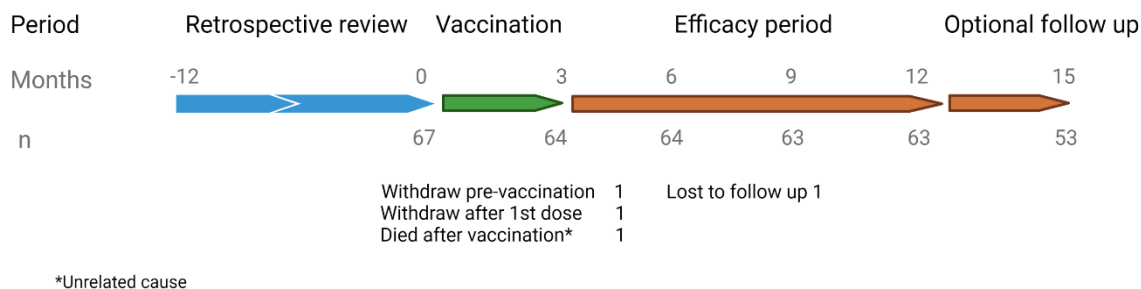 Period Retrospective review Vaccination Efficacy period Optional follow up
Months -12 0 3 6 9 12 15
n 67 64 64 63 63 53
Withdraw pre-vaccination 1 Lost to follow up 1
Withdraw after 1st dose 1
Died after vaccination* 1
*Unrelated cause